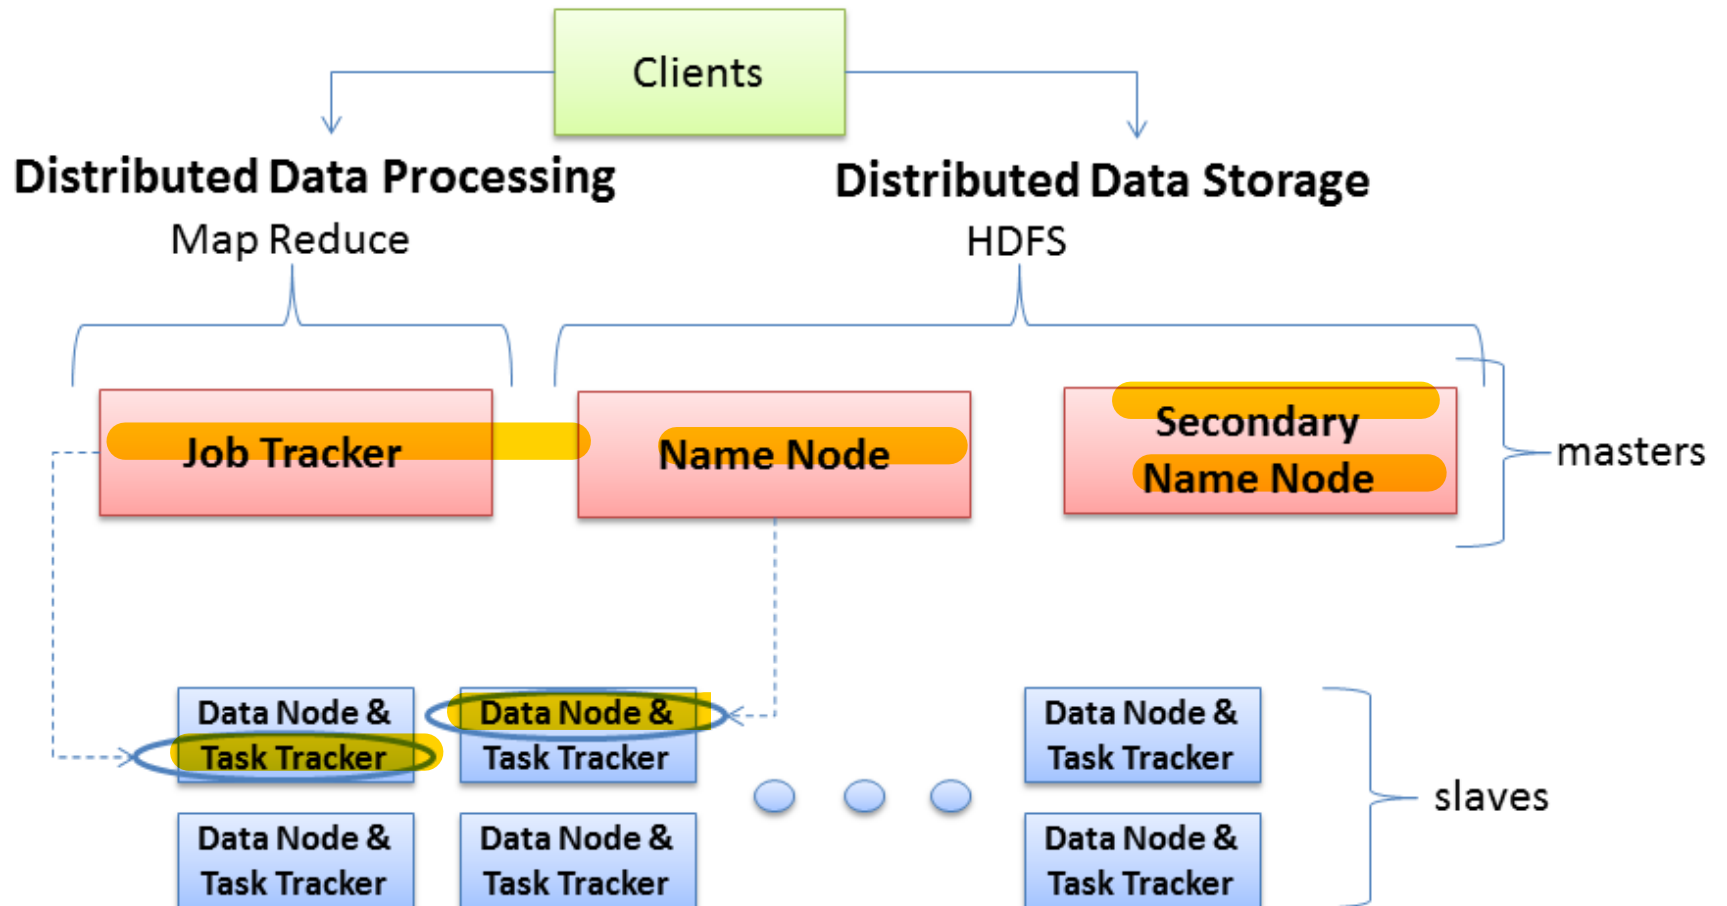 Clients
Distributed Data Processing
Distributed Data Storage
Map Reduce
HDFS
Job Tracker
Name Node
Secondary
Name Node
masters
Data Node &
Task Tracker
Data Node &
Task Tracker
Data Node &
Task Tracker
slaves
Data Node &
Task Tracker
Data Node &
Task Tracker
Data Node &
Task Tracker